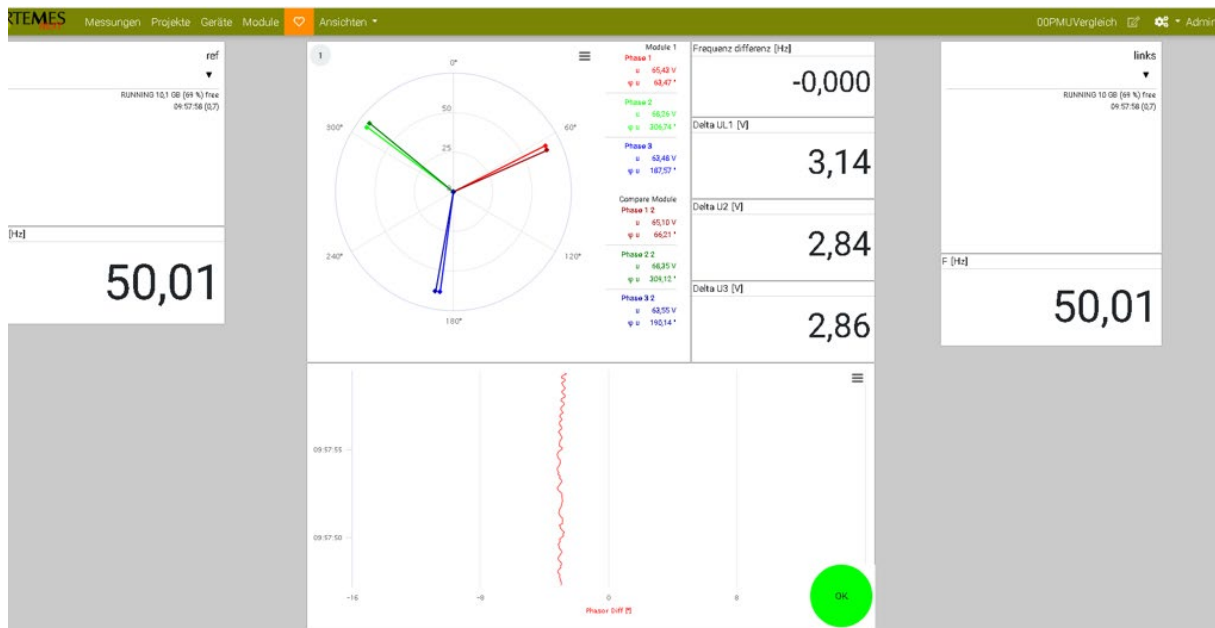 RTEMES
Messungen Projekte Geräte Module Ansichten
00PMUVergleich Admin
ref
RUNNING 10,1 GB (69 %) free
09:57:58 (0,7)
[Hz]
50,01
1
0°
60°
120°
180°
240°
300°
50
25
Module 1
Phase 1
u 65,43 V
φ u 63,47 °
Phase 2
u 68,26 V
φ u 306,74 °
Phase 3
u 63,48 V
φ u 187,57 °
Compare Module
Phase 1 2
u 65,10 V
φ u 66,21 °
Phase 2 2
u 68,35 V
φ u 309,12 °
Phase 3 2
u 63,55 V
φ u 190,14 °
Frequenz differenz [Hz]
-0,000
Delta UL1 [V]
3,14
Delta U2 [V]
2,84
Delta U3 [V]
2,86
links
RUNNING 10 GB (69 %) free
09:57:58 (0,7)
F [Hz]
50,01
09:57:55
09:57:50
-16 -8 0 8
Phasor Diff [°]
OK